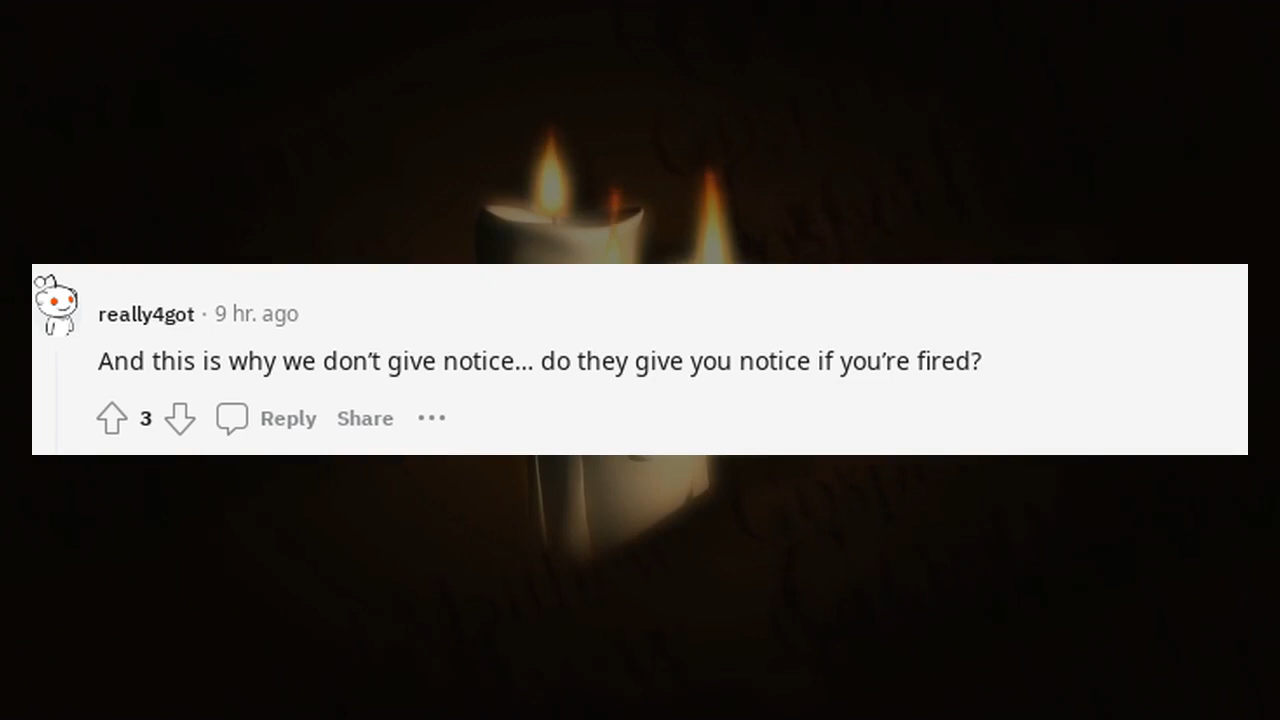 really4got · 9 hr. ago
And this is why we don’t give notice... do they give you notice if you’re fired?
3 Reply Share ···